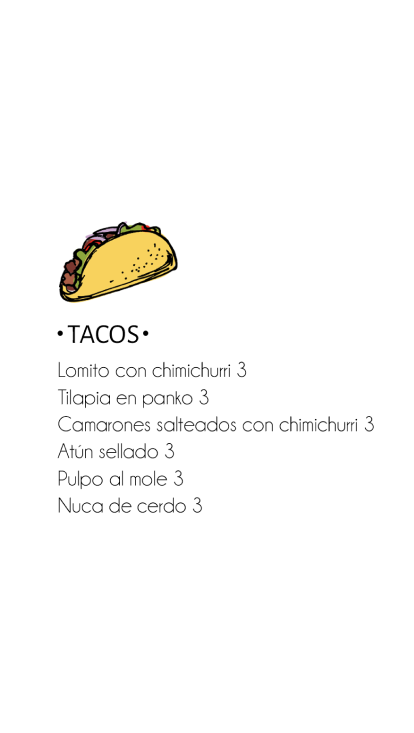 •TACOS•
Lomito con chimichurri 3
Tilapia en panko 3
Camarones salteados con chimichurri 3
Atún sellado 3
Pulpo al mole 3
Nuca de cerdo 3